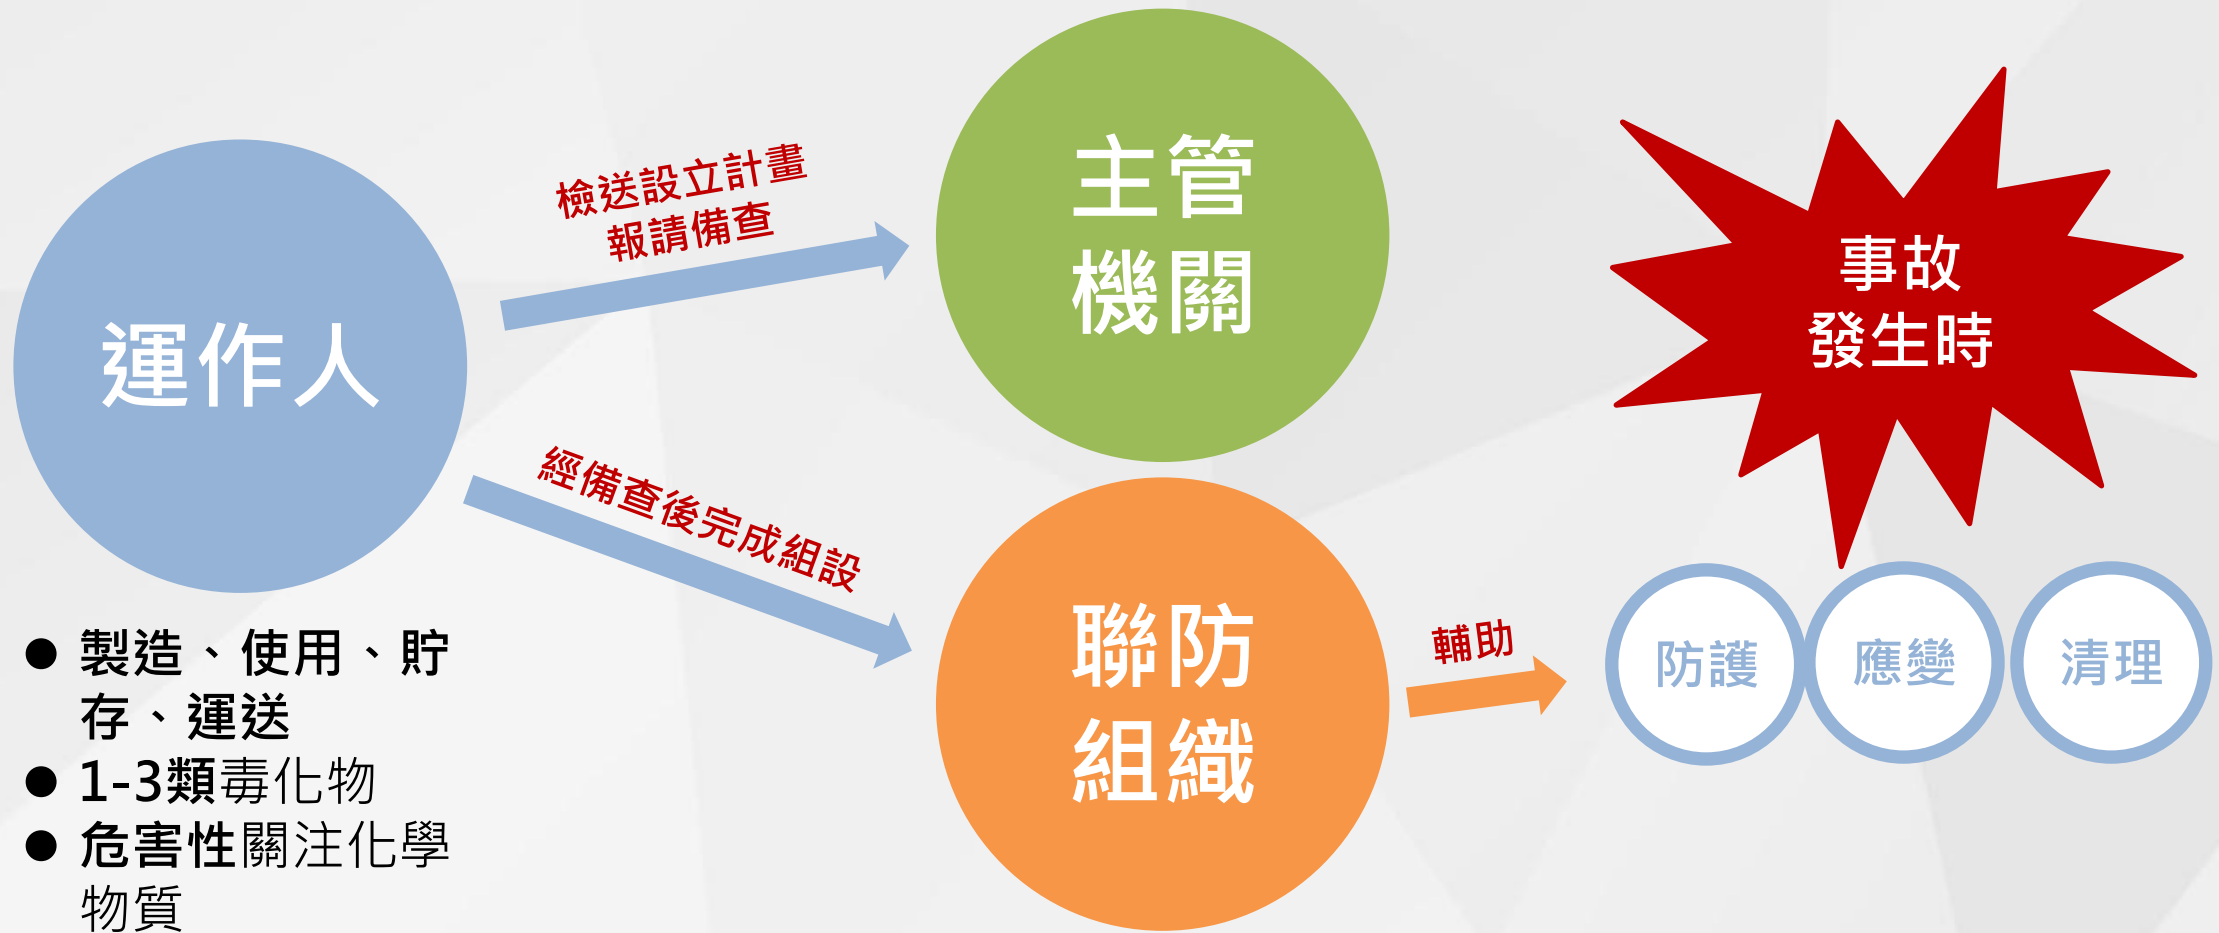 運作人
● 製造、使用、貯
存、運送
● 1-3類毒化物
● 危害性關注化學
物質
檢送設立計畫
報請備查
經備查後完成組設
主管
機關
聯防
組織
輔助
事故
發生時
防護
應變
清理